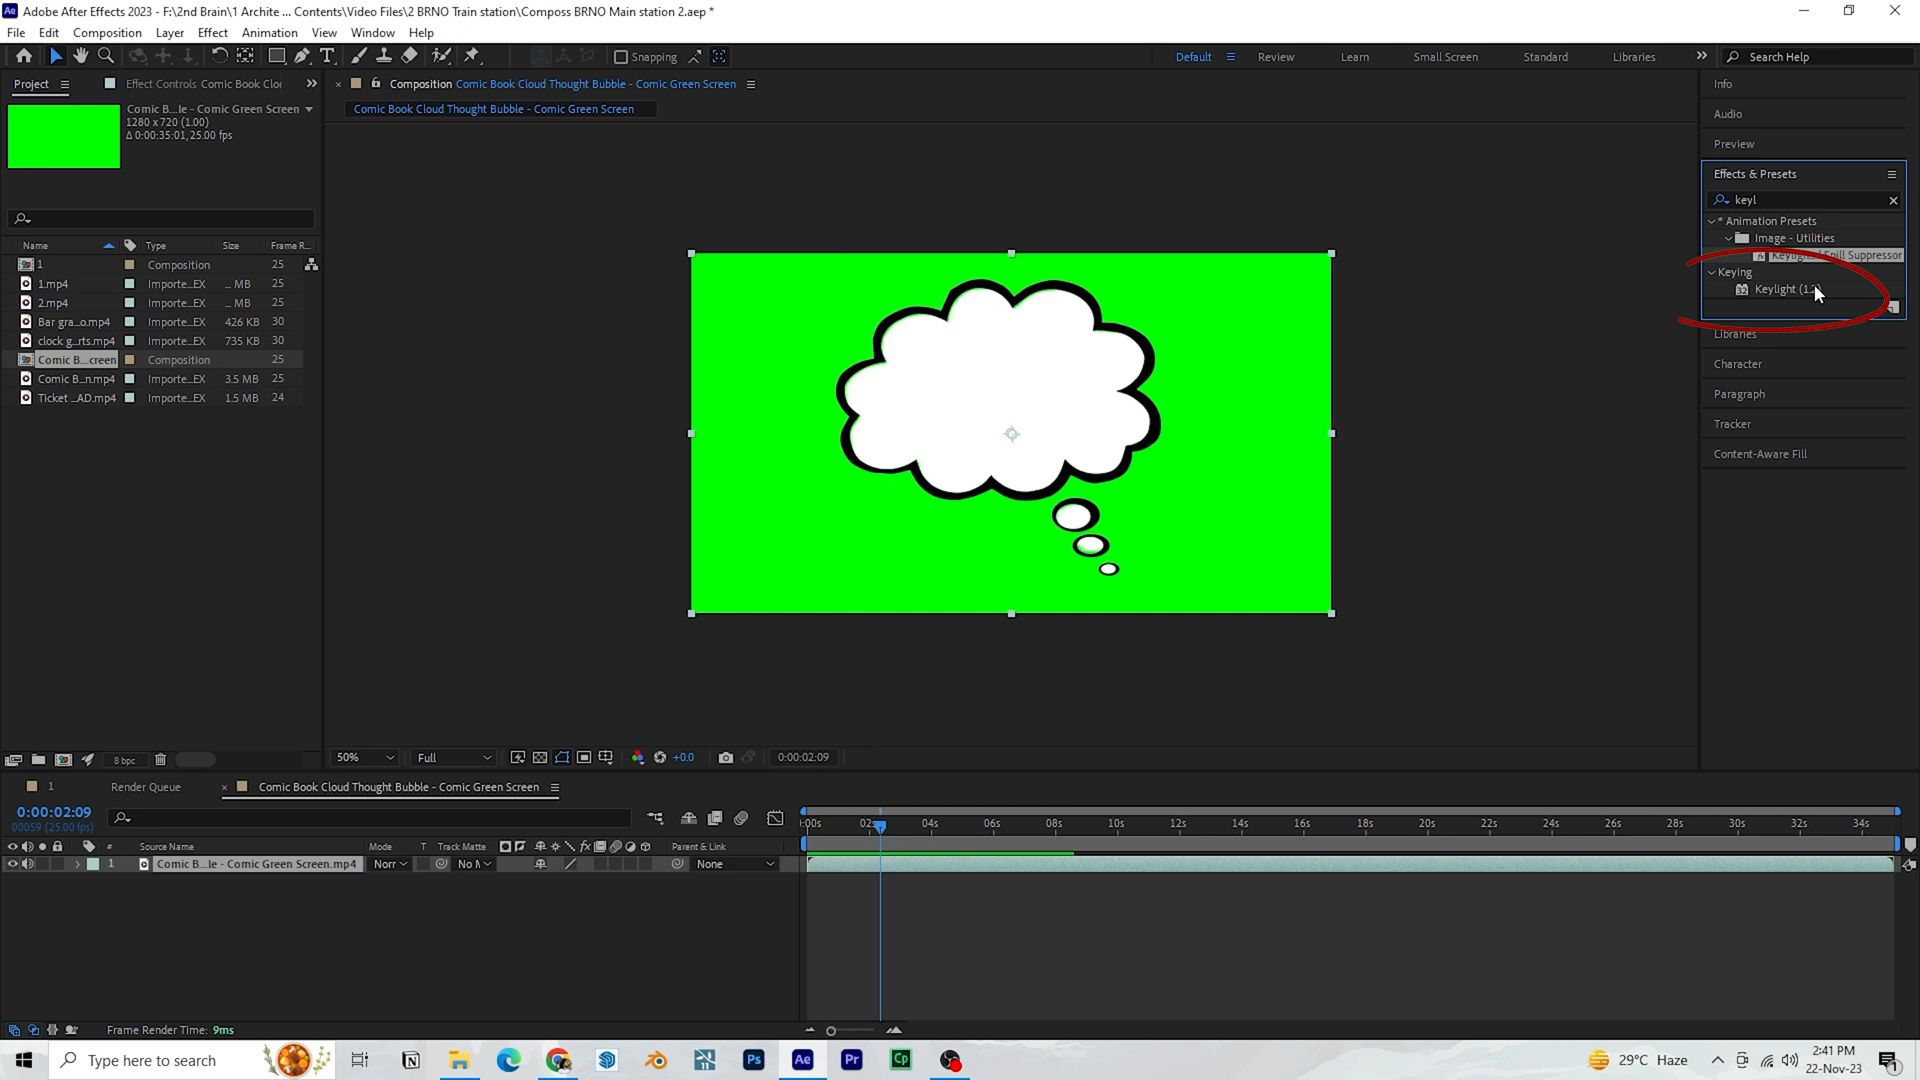 Adobe After Effects 2023 - F:\2nd Brain\1 Archite ... Contents\Video Files\2 BRNO Train station\Composs BRNO Main station 2.aep *
File Edit Composition Layer Effect Animation View Window Help
Snapping
Default Review Learn Small Screen Standard Libraries Search Help
Project Effect Controls Comic Book Clo
Composition Comic Book Cloud Thought Bubble - Comic Green Screen
Comic Book Cloud Thought Bubble - Comic Green Screen
Comic B...le - Comic Green Screen
1280 x 720 (1.00)
Δ 0:00:35:01, 25.00 fps
Name Type Size Frame R...
1 Composition 25
1.mp4 Importe...EX ... MB 25
2.mp4 Importe...EX ... MB 25
Bar gra...o.mp4 Importe...EX 426 KB 30
clock g...rts.mp4 Importe...EX 735 KB 30
Comic B...creen Composition 25
Comic B...n.mp4 Importe...EX 3.5 MB 25
Ticket ...AD.mp4 Importe...EX 1.5 MB 24
8 bpc
50% Full +0.0 0:00:02:09
Info
Audio
Preview
Effects & Presets
keyl
* Animation Presets
Image - Utilities
Spill Suppressor
Keying
Keylight (1.2)
Libraries
Character
Paragraph
Tracker
Content-Aware Fill
1 Render Queue Comic Book Cloud Thought Bubble - Comic Green Screen
0:00:02:09
00059 (25.00 fps)
:00s 02s 04s 06s 08s 10s 12s 14s 16s 18s 20s 22s 24s 26s 28s 30s 32s 34s
# Source Name Mode T Track Matte fx Parent & Link
1 Comic B...le - Comic Green Screen.mp4 Norr No M None
Frame Render Time: 9ms
Type here to search
Ps Ae Pr Cp
29°C Haze
2:41 PM
22-Nov-23
1